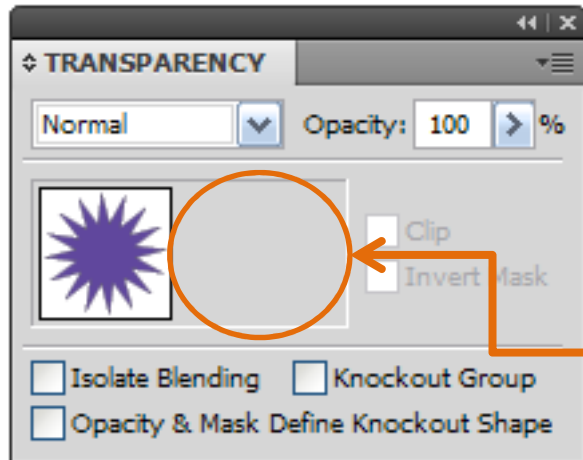 TRANSPARENCY
Normal Opacity: 100 %
Clip
Invert Mask
Isolate Blending Knockout Group
Opacity & Mask Define Knockout Shape